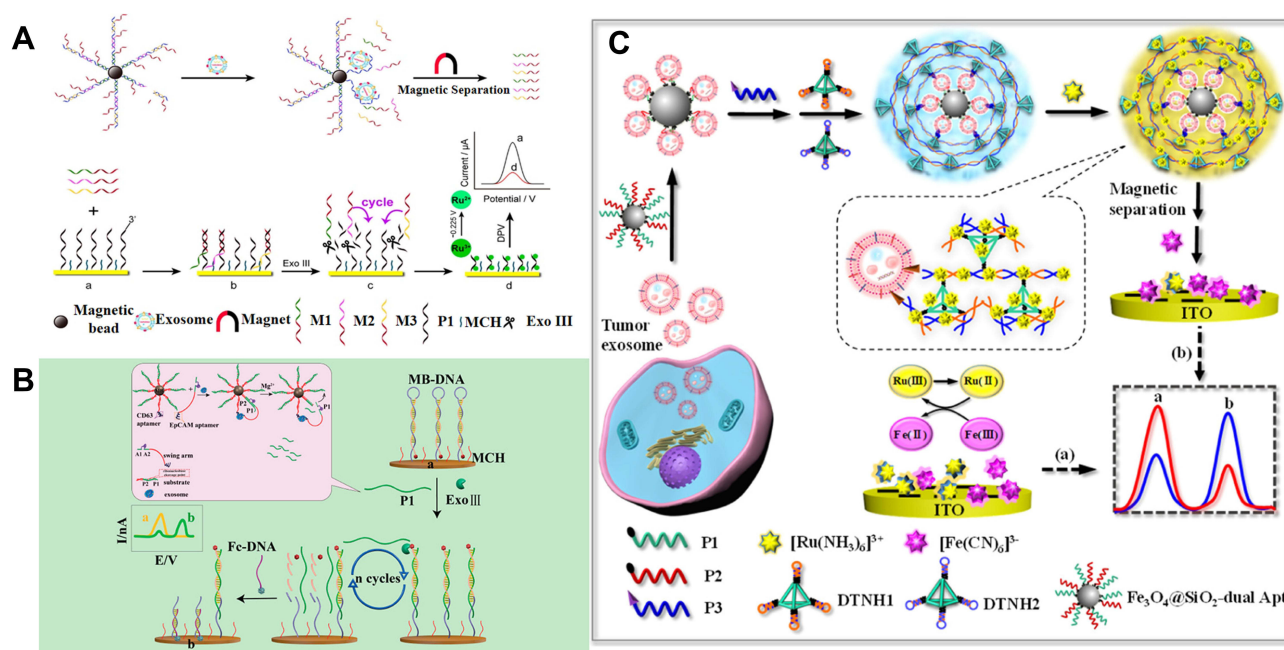 A
Magnetic Separation
3'
+
Exo III
cycle
Ru³⁺
-0.225 V
Ru³⁺
DPV
Current / μA
a
d
Potential / V
a
b
c
d
Magnetic bead
Exosome
Magnet
M1
M2
M3
P1
MCH
Exo III
B
CD63 aptamer
EpCAM aptamer
+
P2
P1
Mg²⁺
P1
A1 A2
swing arm
P2 P1
substrate
exosome
MB-DNA
a
MCH
P1
Exo III
I/nA
a
b
E/V
Fc-DNA
n cycles
b
C
Tumor exosome
Magnetic separation
ITO
(b)
Ru(III)
Ru(II)
Fe(II)
Fe(III)
(a)
ITO
a
b
P1
P2
P3
[Ru(NH₃)₆]³⁺
[Fe(CN)₆]³⁻
DTNH1
DTNH2
Fe₃O₄@SiO₂-dual Apt